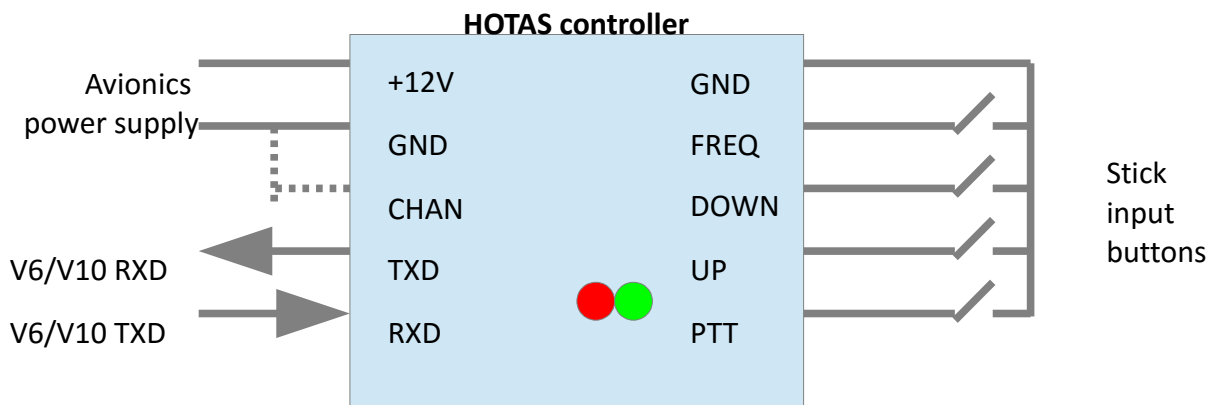 HOTAS controller
Avionics
power supply
+12V
GND
CHAN
TXD
RXD
V6/V10 RXD
V6/V10 TXD
GND
FREQ
DOWN
UP
PTT
Stick
input
buttons